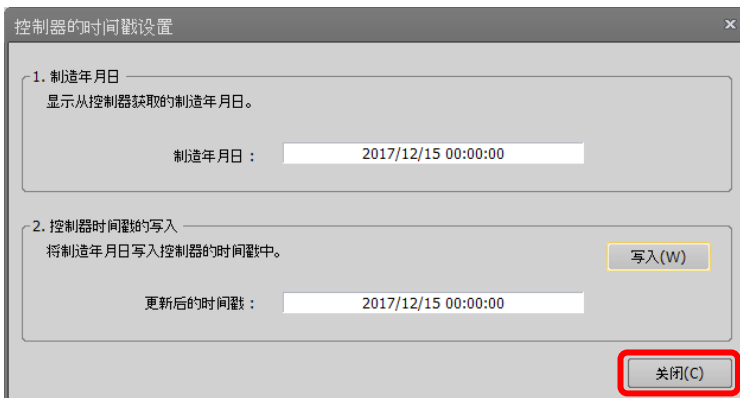 控制器的时间戳设置
1. 制造年月日
显示从控制器获取的制造年月日。
制造年月日： 2017/12/15 00:00:00
2. 控制器时间戳的写入
将制造年月日写入控制器的时间戳中。
写入(W)
更新后的时间戳： 2017/12/15 00:00:00
关闭(C)